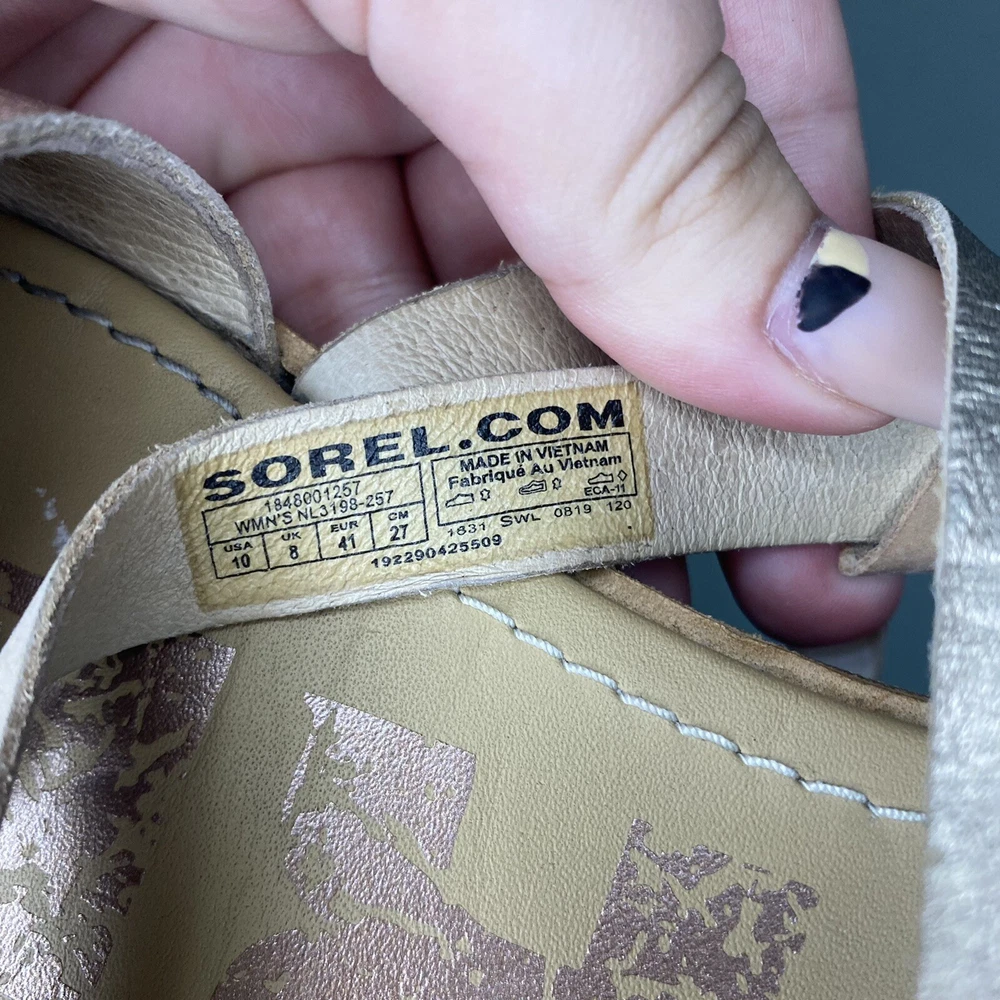 SOREL.COM
1848001257
WMN'S NL3198-257
USA UK EUR CM
10 8 41 27
MADE IN VIETNAM
Fabriqué Au Vietnam
ECA-11
1631 SWL 0819 120
192290425509